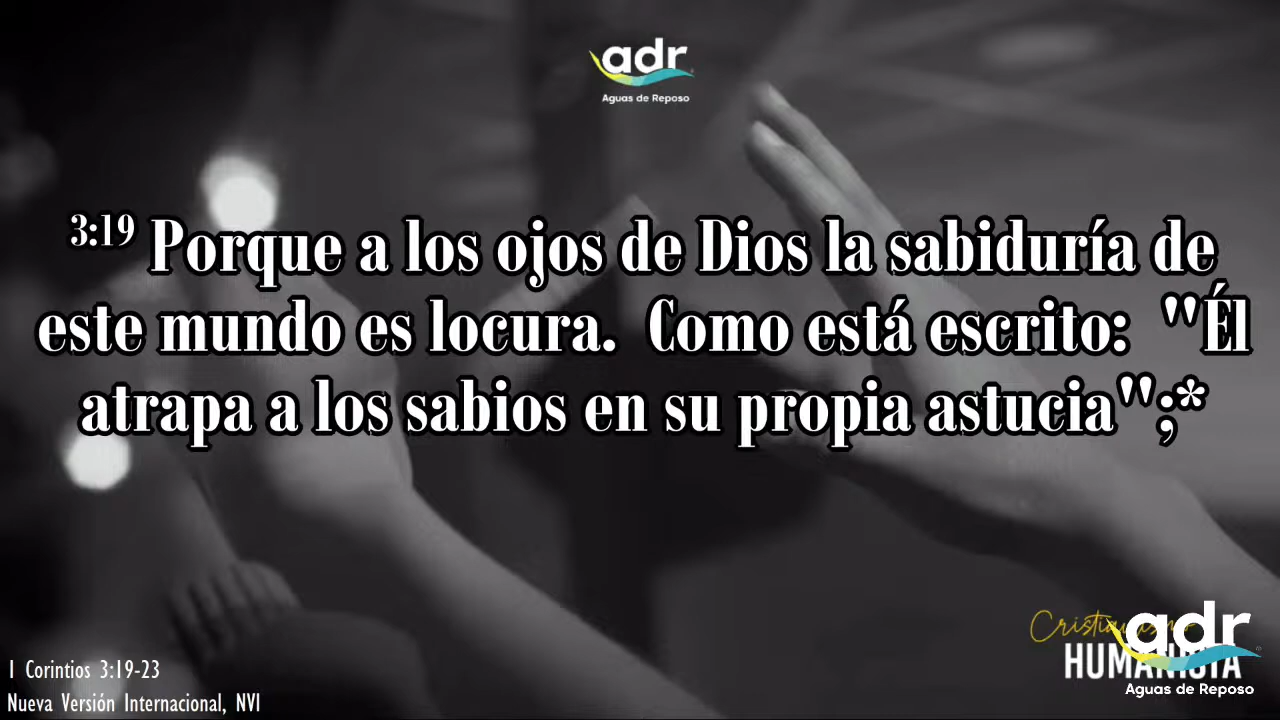 adr
Aguas de Reposo
3:19 Porque a los ojos de Dios la sabiduría de
este mundo es locura. Como está escrito: "Él
atrapa a los sabios en su propia astucia";*
1 Corintios 3:19-23
Nueva Versión Internacional, NVI
HUMANISTA
adr
Aguas de Reposo